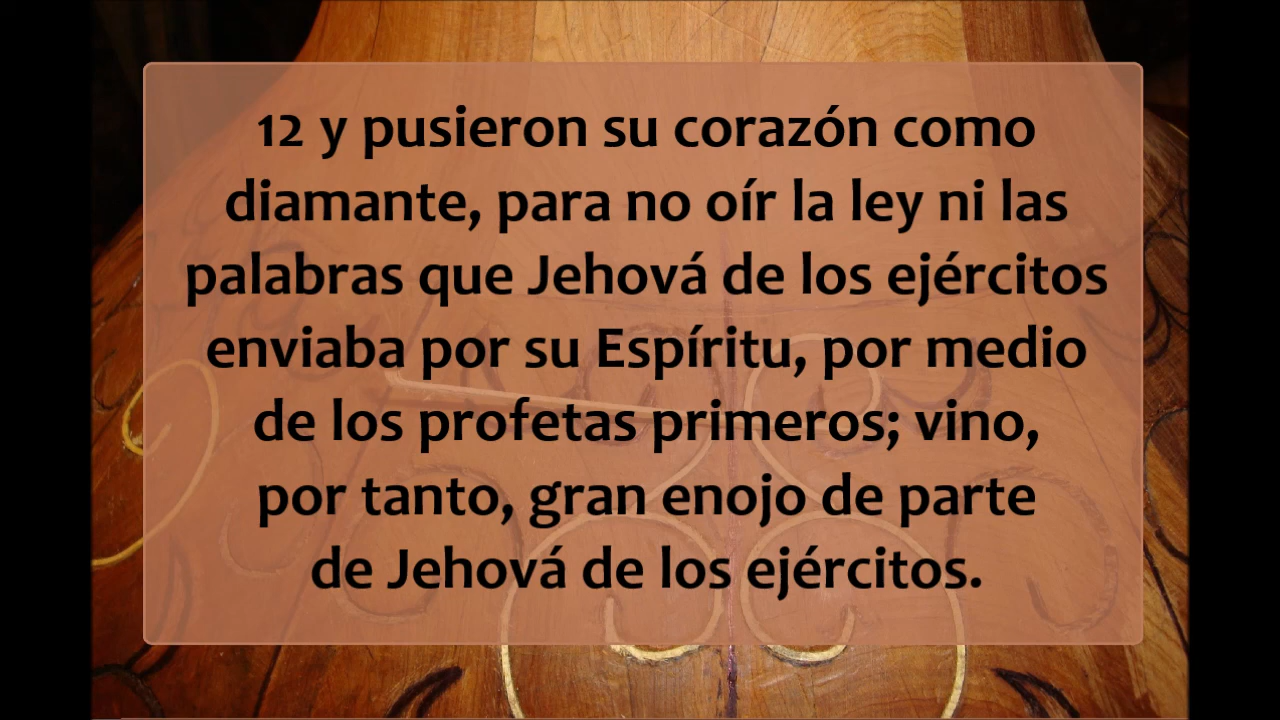 12 y pusieron su corazón como
diamante, para no oír la ley ni las
palabras que Jehová de los ejércitos
enviaba por su Espíritu, por medio
de los profetas primeros; vino,
por tanto, gran enojo de parte
de Jehová de los ejércitos.